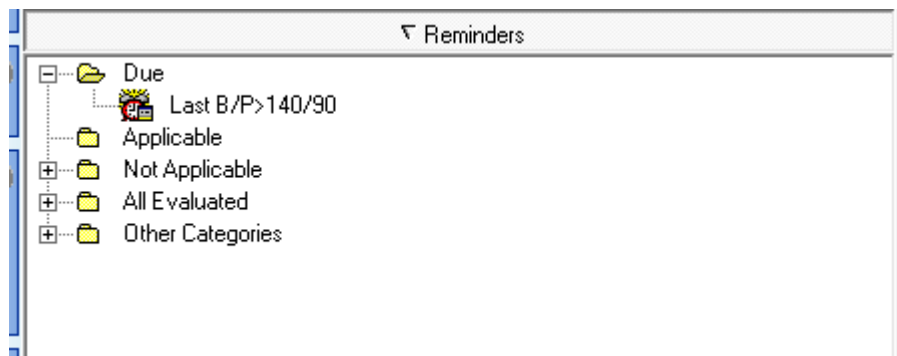 Reminders
Due
Last B/P>140/90
Applicable
Not Applicable
All Evaluated
Other Categories